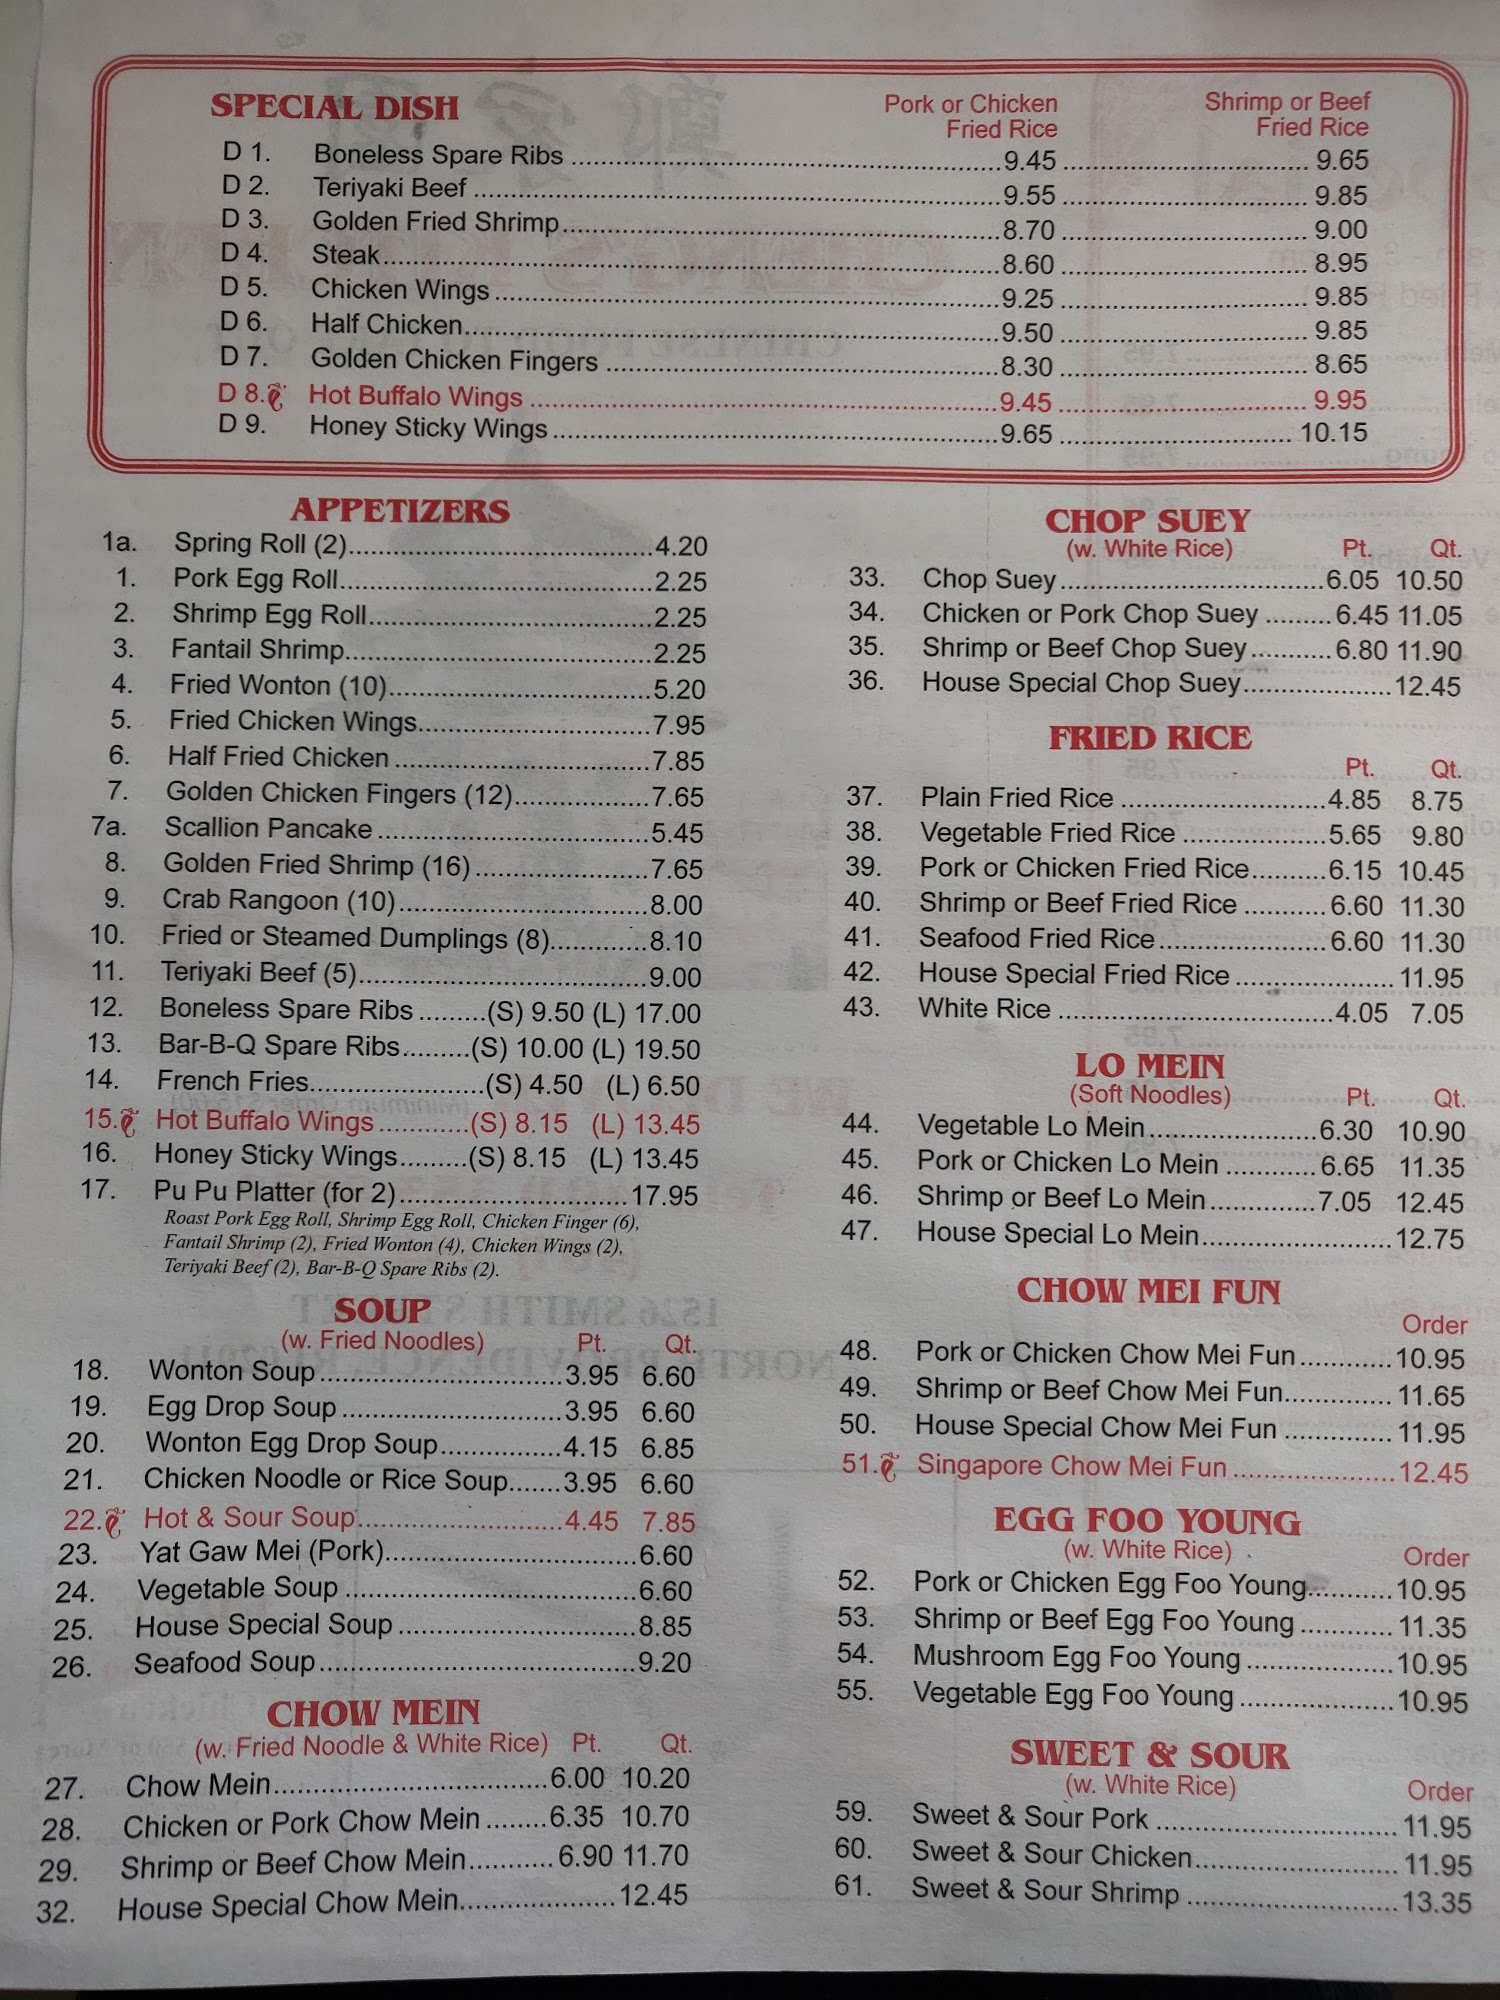 SPECIAL DISH Pork or Chicken Fried Rice Shrimp or Beef Fried Rice
D 1. Boneless Spare Ribs 9.45 9.65
D 2. Teriyaki Beef 9.55 9.85
D 3. Golden Fried Shrimp 8.70 9.00
D 4. Steak 8.60 8.95
D 5. Chicken Wings 9.25 9.85
D 6. Half Chicken 9.50 9.85
D 7. Golden Chicken Fingers 8.30 8.65
D 8. Hot Buffalo Wings 9.45 9.95
D 9. Honey Sticky Wings 9.65 10.15
APPETIZERS
1a. Spring Roll (2) 4.20
1. Pork Egg Roll 2.25
2. Shrimp Egg Roll 2.25
3. Fantail Shrimp 2.25
4. Fried Wonton (10) 5.20
5. Fried Chicken Wings 7.95
6. Half Fried Chicken 7.85
7. Golden Chicken Fingers (12) 7.65
7a. Scallion Pancake 5.45
8. Golden Fried Shrimp (16) 7.65
9. Crab Rangoon (10) 8.00
10. Fried or Steamed Dumplings (8) 8.10
11. Teriyaki Beef (5) 9.00
12. Boneless Spare Ribs (S) 9.50 (L) 17.00
13. Bar-B-Q Spare Ribs (S) 10.00 (L) 19.50
14. French Fries (S) 4.50 (L) 6.50
15. Hot Buffalo Wings (S) 8.15 (L) 13.45
16. Honey Sticky Wings (S) 8.15 (L) 13.45
17. Pu Pu Platter (for 2) 17.95
Roast Pork Egg Roll, Shrimp Egg Roll, Chicken Finger (6),
Fantail Shrimp (2), Fried Wonton (4), Chicken Wings (2),
Teriyaki Beef (2), Bar-B-Q Spare Ribs (2).
SOUP
(w. Fried Noodles) Pt. Qt.
18. Wonton Soup 3.95 6.60
19. Egg Drop Soup 3.95 6.60
20. Wonton Egg Drop Soup 4.15 6.85
21. Chicken Noodle or Rice Soup 3.95 6.60
22. Hot & Sour Soup 4.45 7.85
23. Yat Gaw Mei (Pork) 6.60
24. Vegetable Soup 6.60
25. House Special Soup 8.85
26. Seafood Soup 9.20
CHOW MEIN
(w. Fried Noodle & White Rice) Pt. Qt.
27. Chow Mein 6.00 10.20
28. Chicken or Pork Chow Mein 6.35 10.70
29. Shrimp or Beef Chow Mein 6.90 11.70
32. House Special Chow Mein 12.45
CHOP SUEY
(w. White Rice) Pt. Qt.
33. Chop Suey 6.05 10.50
34. Chicken or Pork Chop Suey 6.45 11.05
35. Shrimp or Beef Chop Suey 6.80 11.90
36. House Special Chop Suey 12.45
FRIED RICE
Pt. Qt.
37. Plain Fried Rice 4.85 8.75
38. Vegetable Fried Rice 5.65 9.80
39. Pork or Chicken Fried Rice 6.15 10.45
40. Shrimp or Beef Fried Rice 6.60 11.30
41. Seafood Fried Rice 6.60 11.30
42. House Special Fried Rice 11.95
43. White Rice 4.05 7.05
LO MEIN
(Soft Noodles) Pt. Qt.
44. Vegetable Lo Mein 6.30 10.90
45. Pork or Chicken Lo Mein 6.65 11.35
46. Shrimp or Beef Lo Mein 7.05 12.45
47. House Special Lo Mein 12.75
CHOW MEI FUN
Order
48. Pork or Chicken Chow Mei Fun 10.95
49. Shrimp or Beef Chow Mei Fun 11.65
50. House Special Chow Mei Fun 11.95
51. Singapore Chow Mei Fun 12.45
EGG FOO YOUNG
(w. White Rice) Order
52. Pork or Chicken Egg Foo Young 10.95
53. Shrimp or Beef Egg Foo Young 11.35
54. Mushroom Egg Foo Young 10.95
55. Vegetable Egg Foo Young 10.95
SWEET & SOUR
(w. White Rice) Order
59. Sweet & Sour Pork 11.95
60. Sweet & Sour Chicken 11.95
61. Sweet & Sour Shrimp 13.35